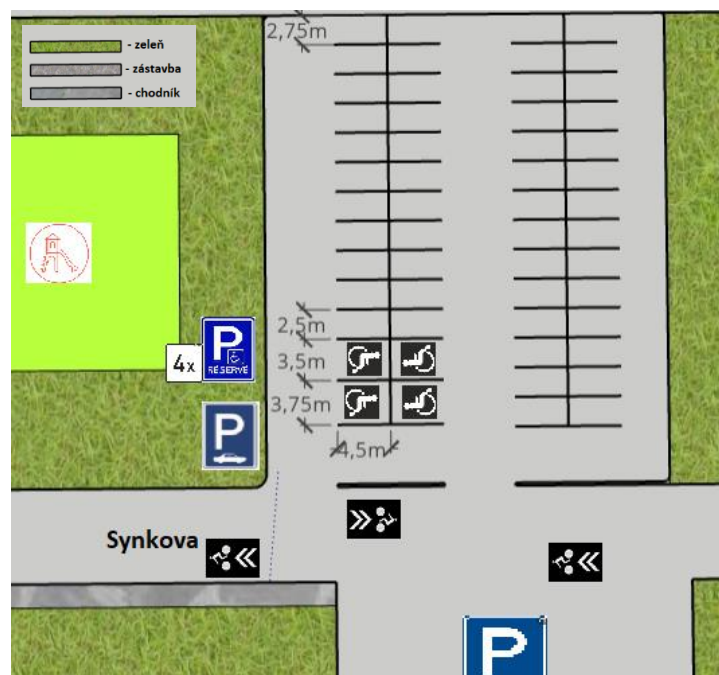 2,75m
- zeleň
- zástavba
- chodník
2,5m
4x
P
RÉSERVÉ
3,5m
3,75m
P
4,5m
Synkova
P